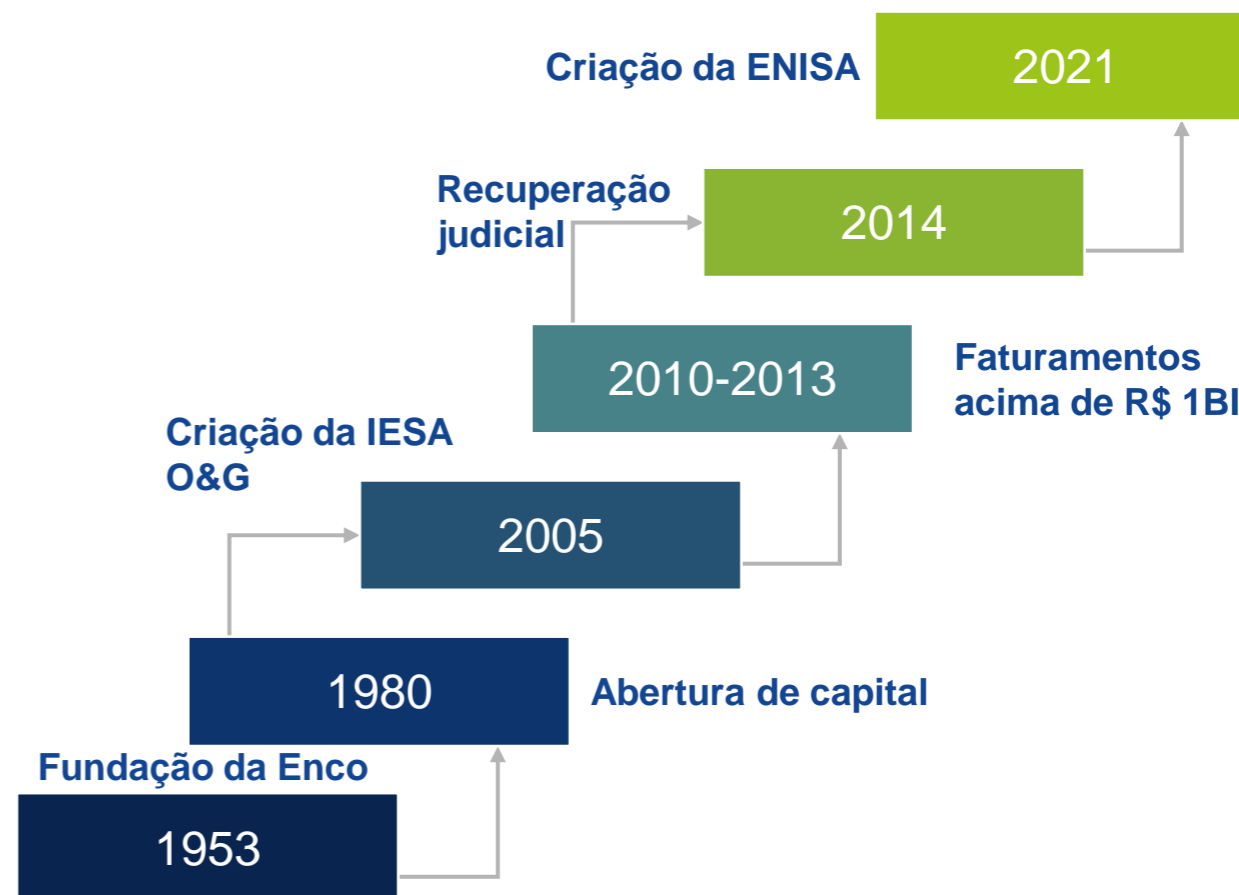 Criação da ENISA
2021
Recuperação
judicial
2014
2010-2013
Faturamentos
acima de R$ 1BI
Criação da IESA
O&G
2005
1980
Abertura de capital
Fundação da Enco
1953